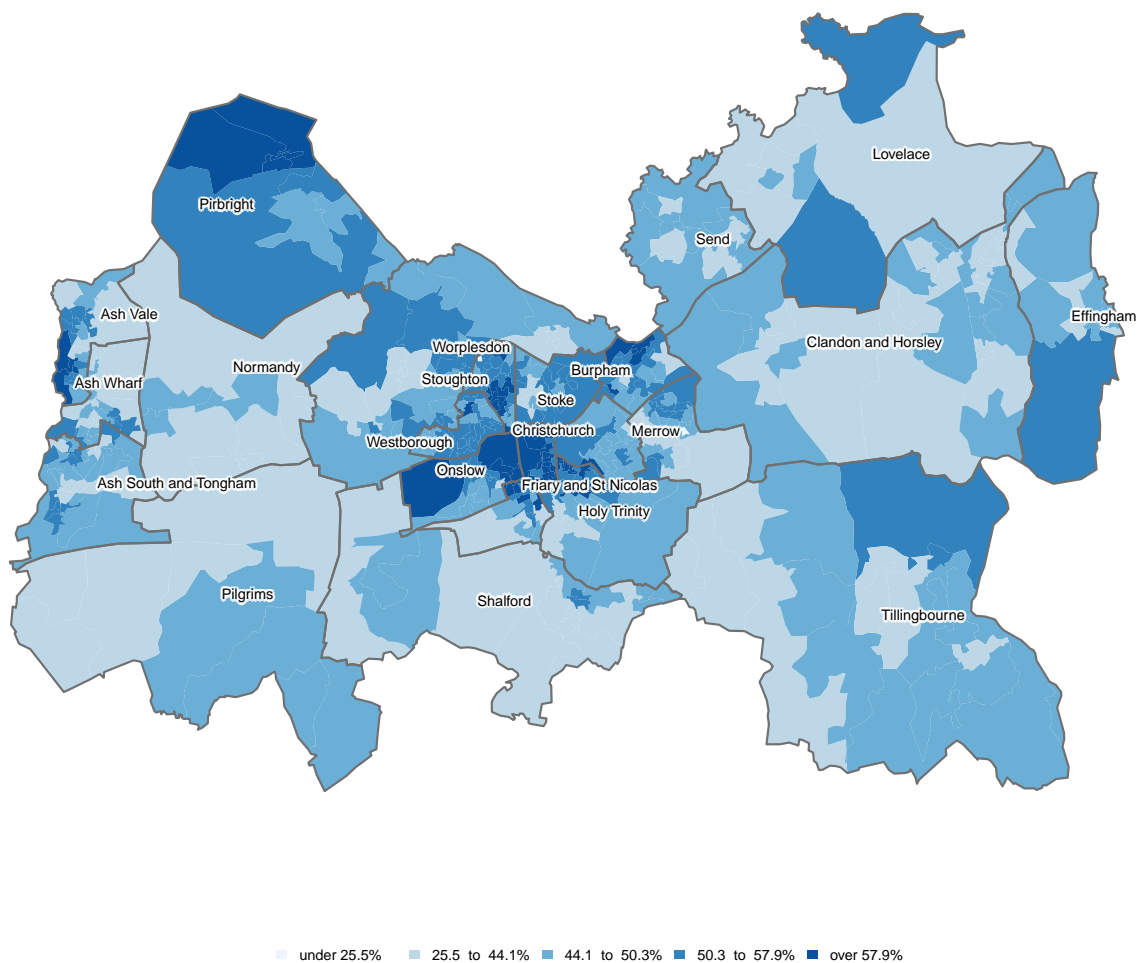 Lovelace
Pirbright
Send
Ash Vale
Effingham
Clandon and Horsley
Worplesdon
Normandy
Burpham
Stoughton
Ash Wharf
Stoke
Christchurch
Merrow
Westborough
Onslow
Ash South and Tongham
Friary and St Nicolas
Holy Trinity
Pilgrims
Shalford
Tillingbourne
under 25.5% 25.5 to 44.1% 44.1 to 50.3% 50.3 to 57.9% over 57.9%